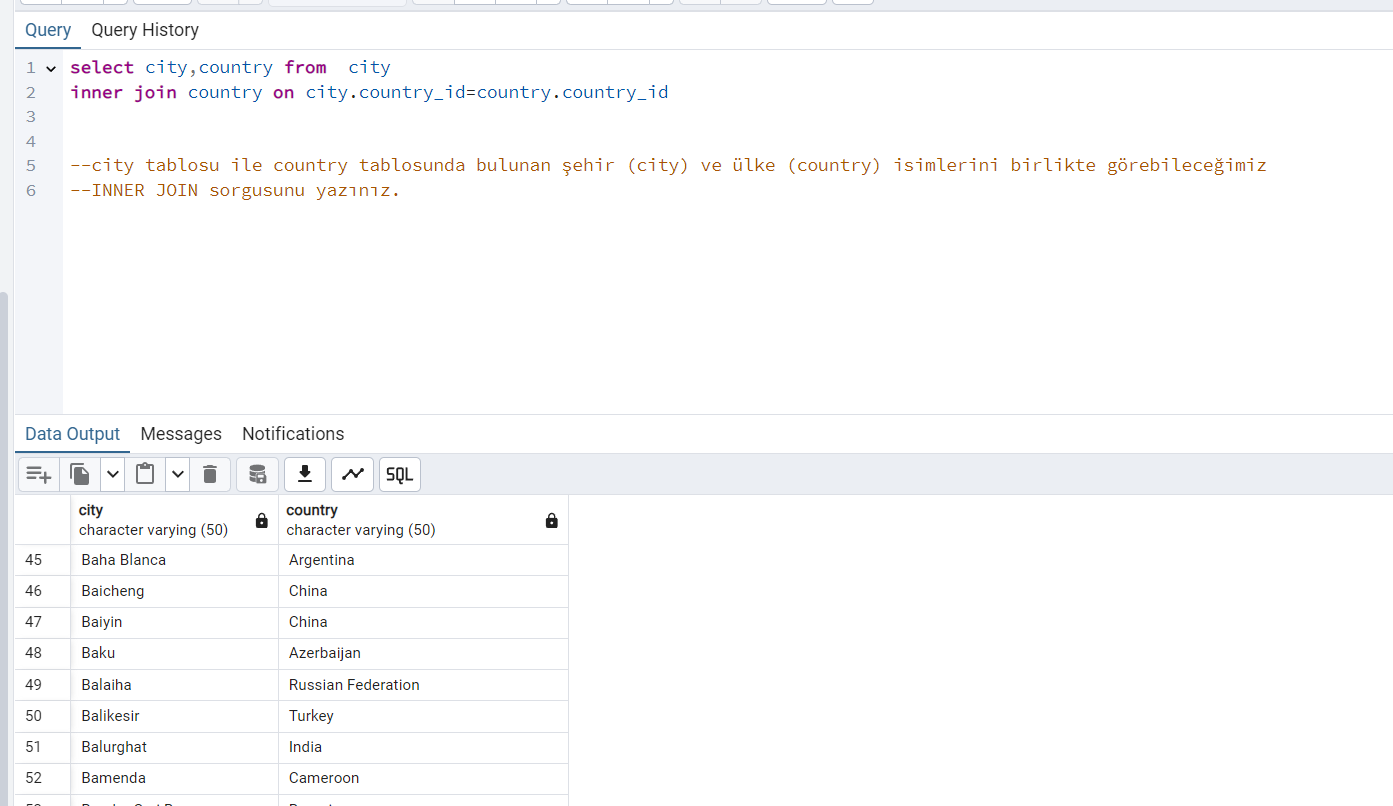 Query Query History
1 select city,country from  city
2 inner join country on city.country_id=country.country_id
3
4
5 --city tablosu ile country tablosunda bulunan şehir (city) ve ülke (country) isimlerini birlikte görebileceğimiz
6 --INNER JOIN sorgusunu yazınız.
Data Output Messages Notifications
SQL
city country
character varying (50) character varying (50)
45 Baha Blanca Argentina
46 Baicheng China
47 Baiyin China
48 Baku Azerbaijan
49 Balaiha Russian Federation
50 Balikesir Turkey
51 Balurghat India
52 Bamenda Cameroon